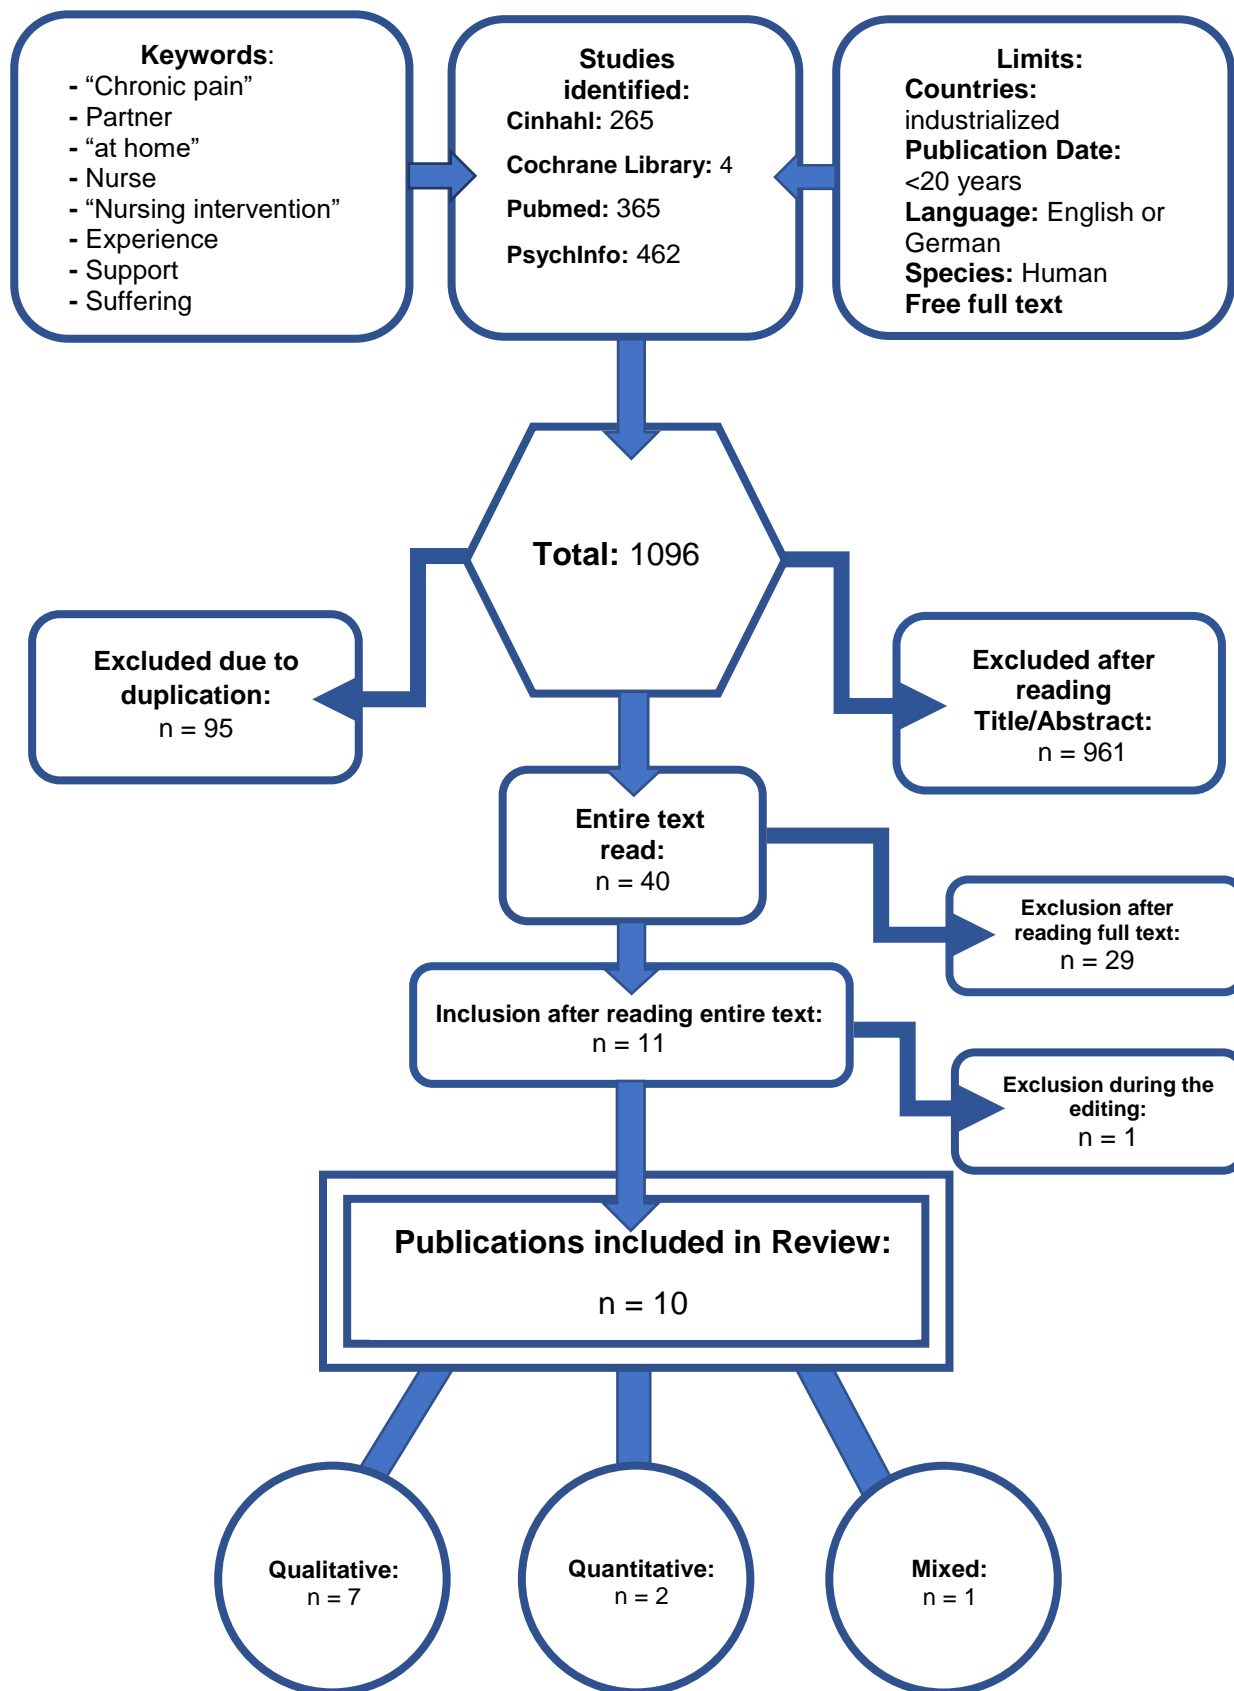 Keywords:
- “Chronic pain”
- Partner
- “at home”
- Nurse
- “Nursing intervention”
- Experience
- Support
- Suffering
Studies
identified:
Cinhahl: 265
Cochrane Library: 4
Pubmed: 365
PsychInfo: 462
Limits:
Countries:
industrialized
Publication Date:
<20 years
Language: English or
German
Species: Human
Free full text
Total: 1096
Excluded due to
duplication:
n = 95
Excluded after
reading
Title/Abstract:
n = 961
Entire text
read:
n = 40
Exclusion after
reading full text:
n = 29
Inclusion after reading entire text:
n = 11
Exclusion during the
editing:
n = 1
Publications included in Review:
n = 10
Qualitative:
n = 7
Quantitative:
n = 2
Mixed:
n = 1